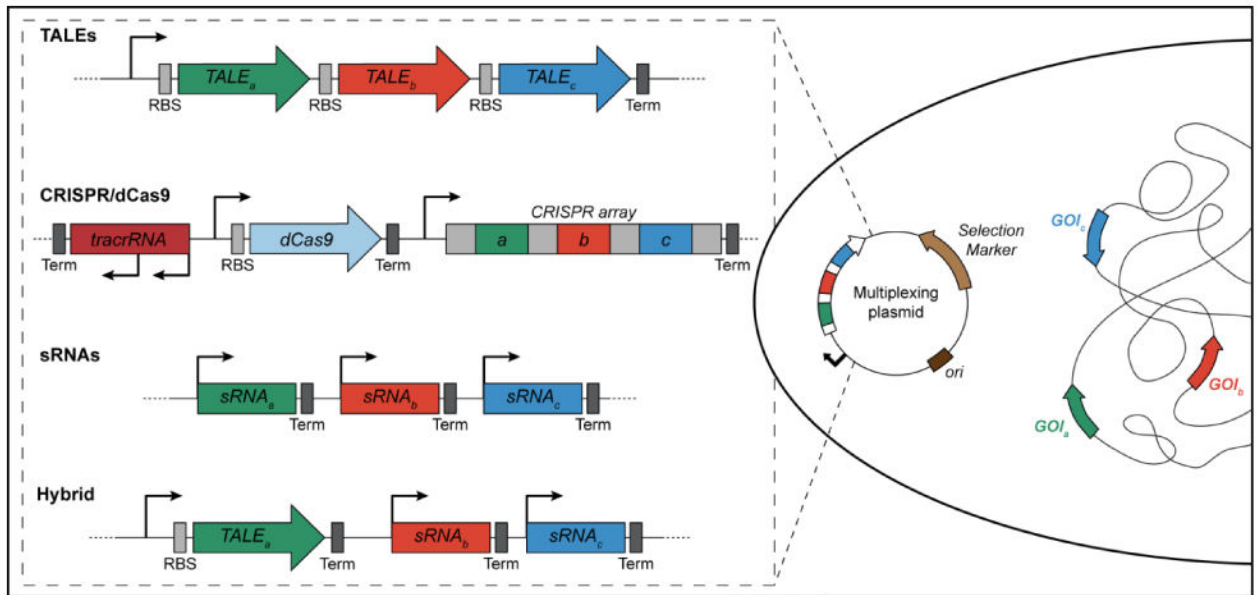 TALEs
TALEa TALEb TALEc
RBS RBS RBS Term
CRISPR/dCas9
CRISPR array
tracrRNA dCas9 a b c
Term RBS Term Term
sRNAs
sRNAa sRNAb sRNAc
Term Term Term
Hybrid
TALEa sRNAb sRNAc
RBS Term Term Term
Selection
Marker
Multiplexing
plasmid
ori
GOIc
GOIb
GOIa